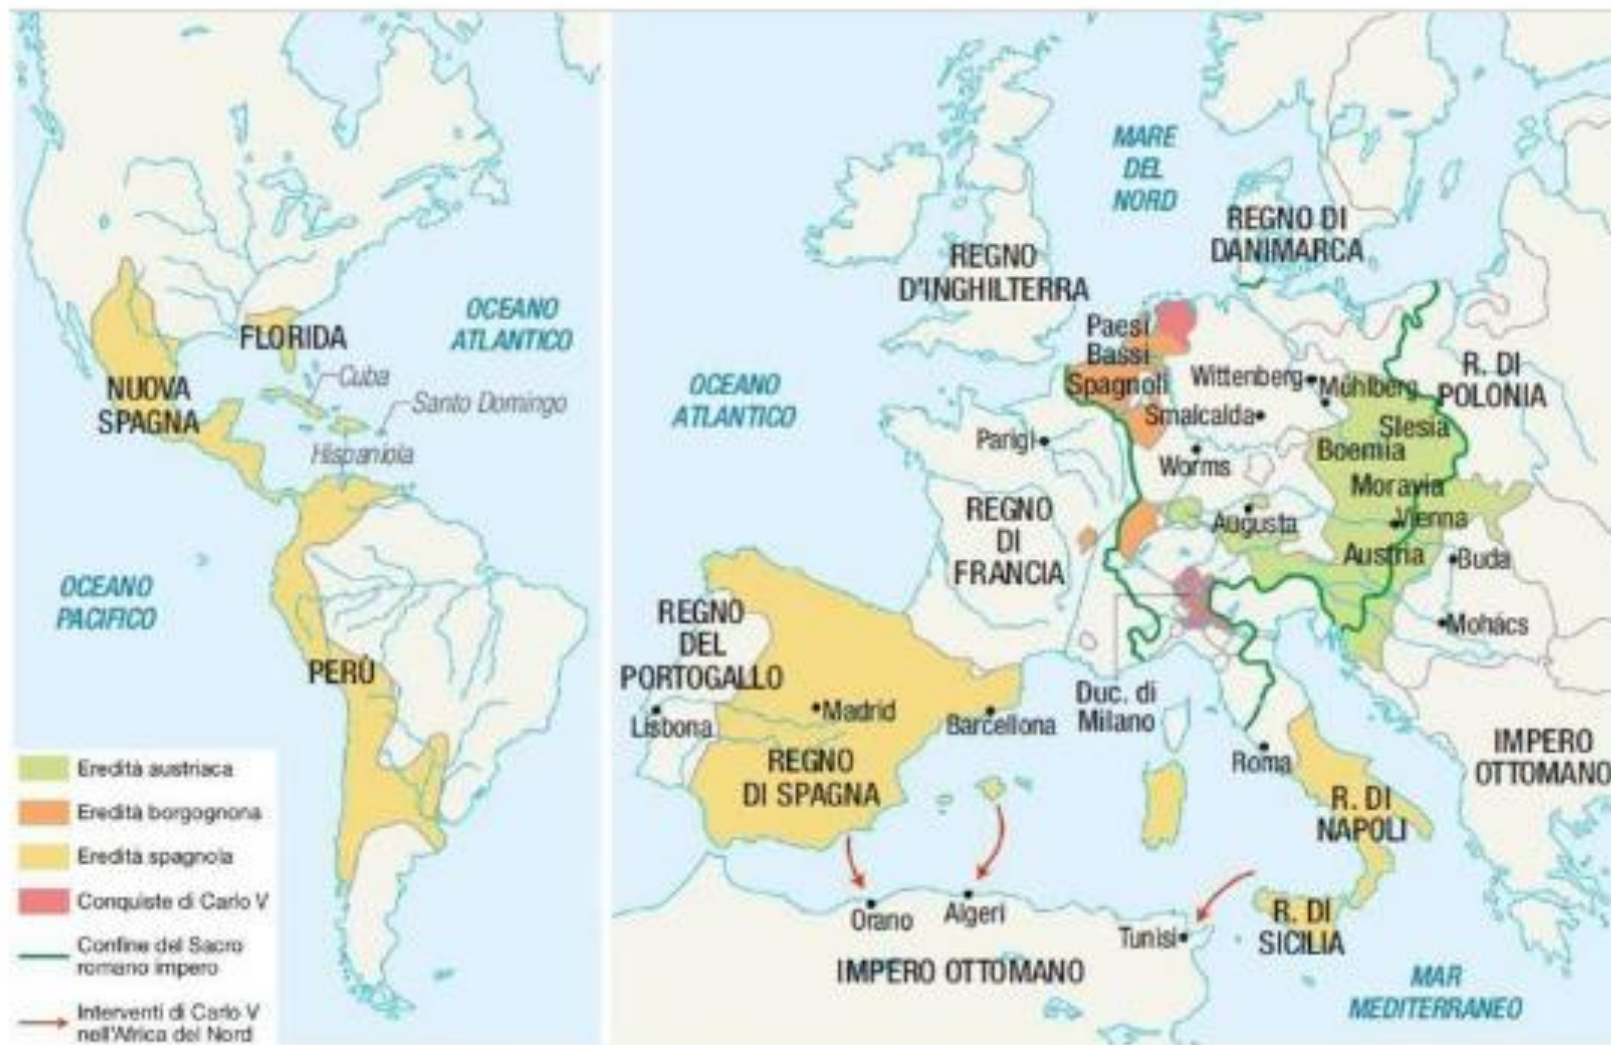 OCEANO
ATLANTICO
FLORIDA
Cuba
NUOVA
SPAGNA
Santo Domingo
Hispaniola
OCEANO
PACIFICO
PERÙ
Eredità austriaca
Eredità borgognona
Eredità spagnola
Conquiste di Carlo V
Confine del Sacro
romano impero
Interventi di Carlo V
nell'Africa del Nord
MARE
DEL
NORD
REGNO DI
DANIMARCA
REGNO
D'INGHILTERRA
Paesi
Bassi
Spagnoli
OCEANO
ATLANTICO
Wittenberg
Mühlberg
R. DI
POLONIA
Smalcalda
Slesia
Parigi
Boemia
Worms
Moravia
REGNO
DI
FRANCIA
Augusta
Vienna
Austria
Buda
REGNO
DEL
PORTOGALLO
Mohács
Lisbona
Madrid
Barcellona
Duc. di
Milano
REGNO
DI SPAGNA
Roma
IMPERO
OTTOMANO
R. DI
NAPOLI
Orano
Algeri
Tunisi
R. DI
SICILIA
IMPERO OTTOMANO
MAR
MEDITERRANEO